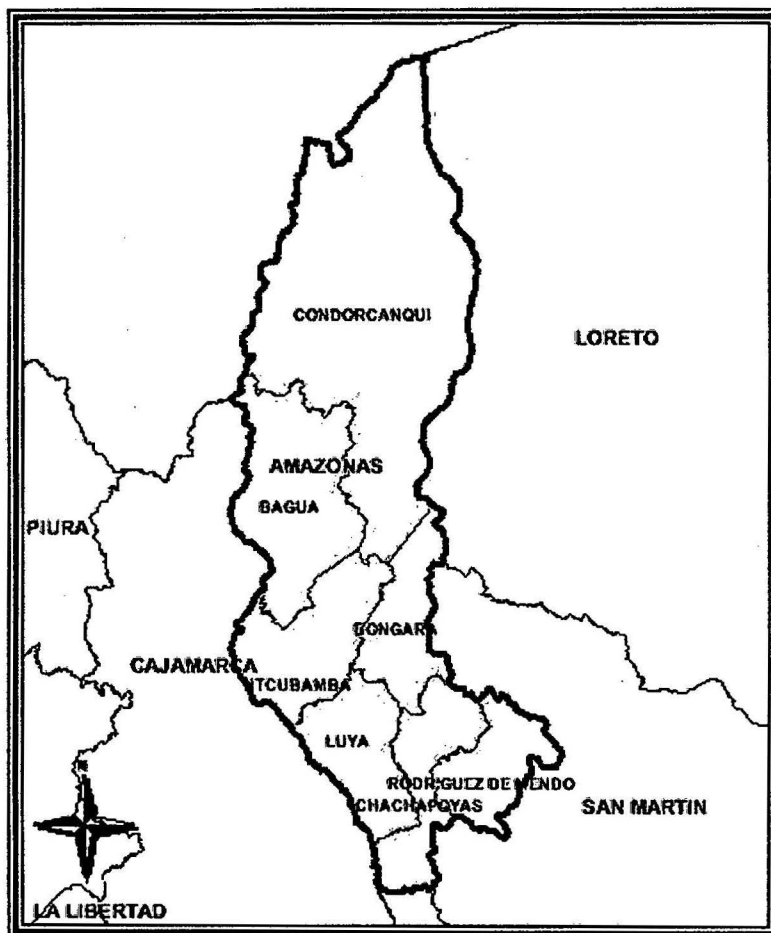 CONDORCANQUI
LORETO
AMAZONAS
BAGUA
PIURA
BONGARA
CAJAMARCA
UTCUBAMBA
LUYA
RODRIGUEZ DE MENDO
CHACHAPOYAS
SAN MARTIN
N
LA LIBERTAD